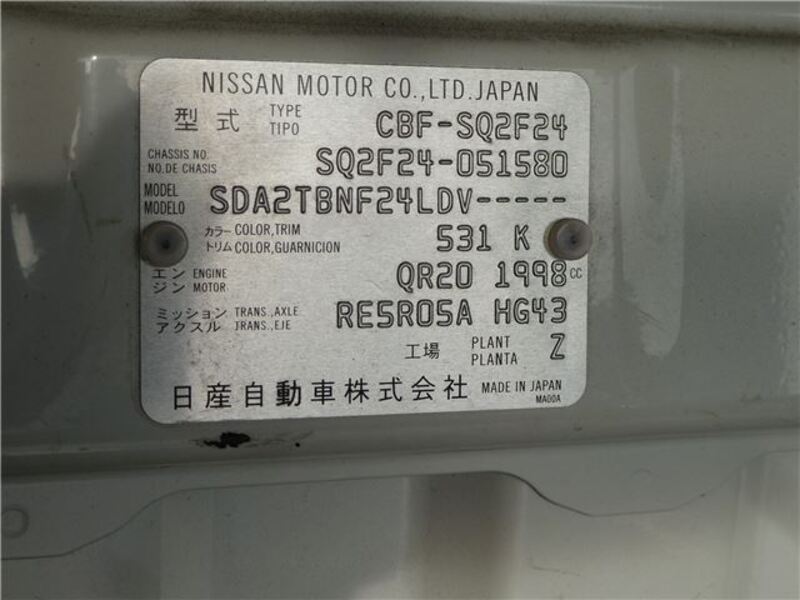 NISSAN MOTOR CO.,LTD.JAPAN
型式 TYPE TIPO CBF-SQ2F24
CHASSIS NO. NO.DE CHASIS SQ2F24-051580
MODEL MODELO SDA2TBNF24LDV-----
カラー COLOR,TRIM
トリム COLOR,GUARNICION 531 K
エンジン ENGINE MOTOR QR20 1998 CC
ミッション TRANS.,AXLE
アクスル TRANS.,EJE RE5R05A HG43
工場 PLANT PLANTA Z
日産自動車株式会社 MADE IN JAPAN
MA00A